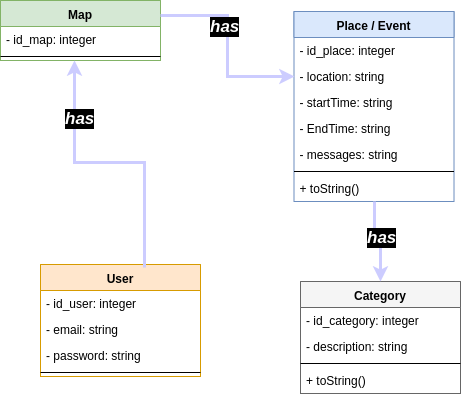 Map
- id_map: integer
has
Place / Event
- id_place: integer
- location: string
- startTime: string
- EndTime: string
- messages: string
+ toString()
has
has
User
- id_user: integer
- email: string
- password: string
Category
- id_category: integer
- description: string
+ toString()